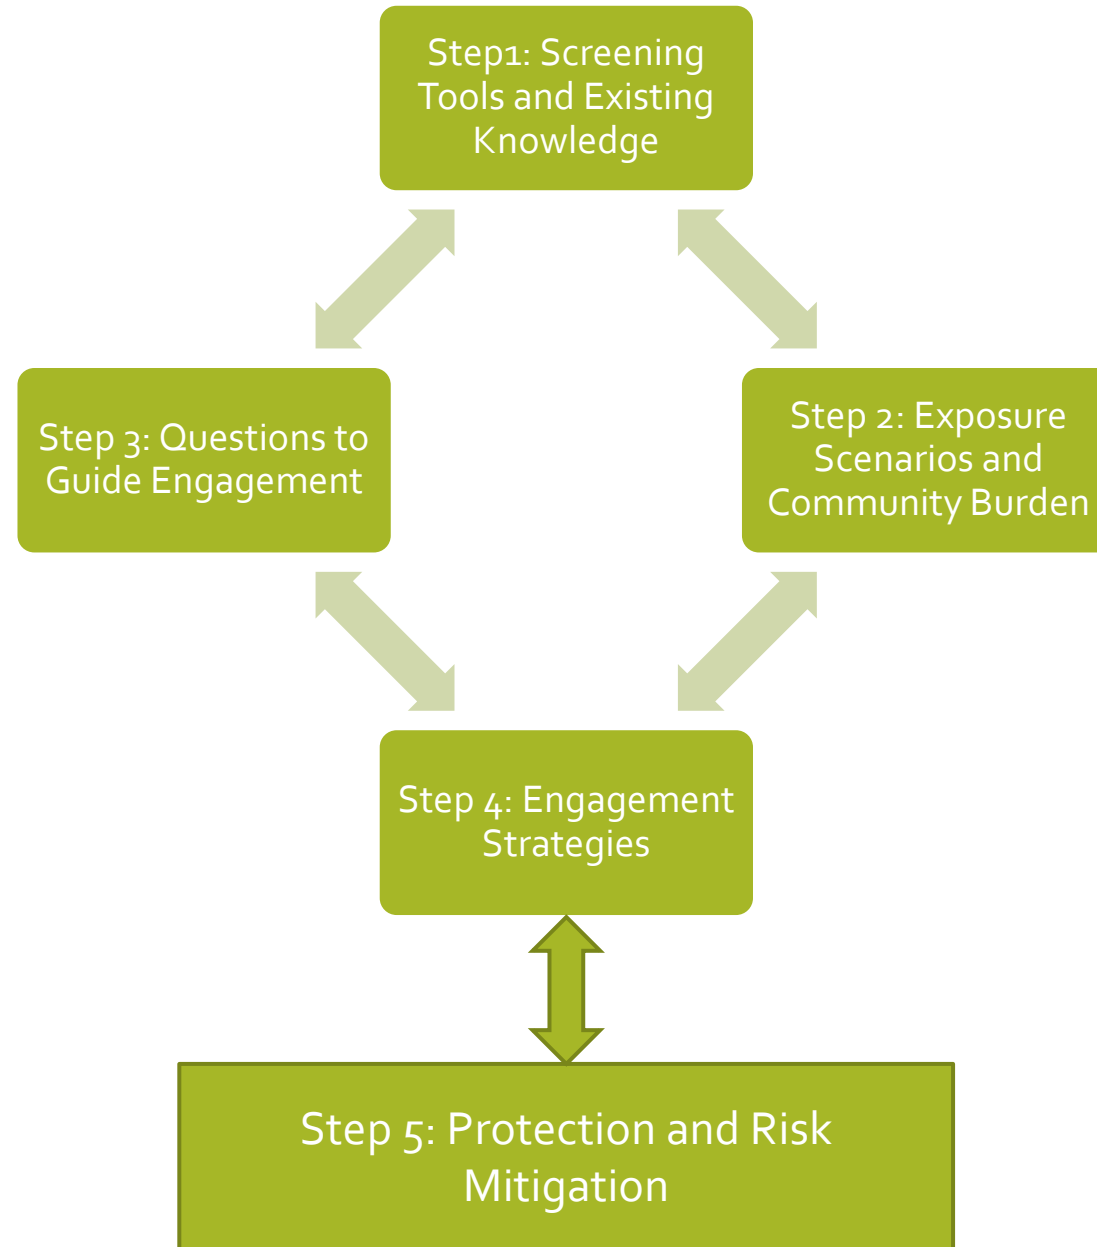 Step1: Screening
Tools and Existing
Knowledge
Step 3: Questions to
Guide Engagement
Step 2: Exposure
Scenarios and
Community Burden
Step 4: Engagement
Strategies
Step 5: Protection and Risk
Mitigation